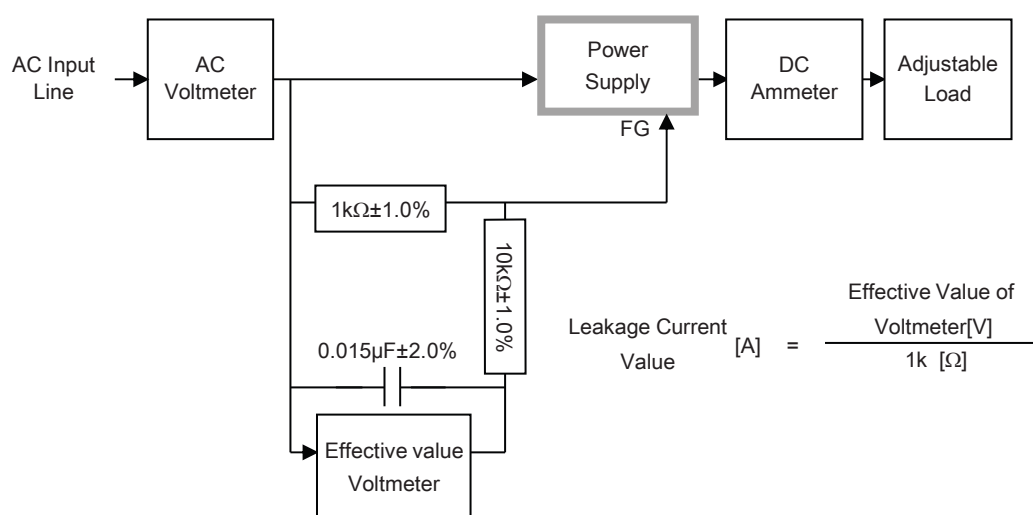 AC Input
Line
AC
Voltmeter
Power
Supply
DC
Ammeter
Adjustable
Load
FG
1kΩ±1.0%
10kΩ±1.0%
0.015μF±2.0%
Effective value
Voltmeter
Leakage Current
Value
[A] =
Effective Value of
Voltmeter[V]
1k [Ω]